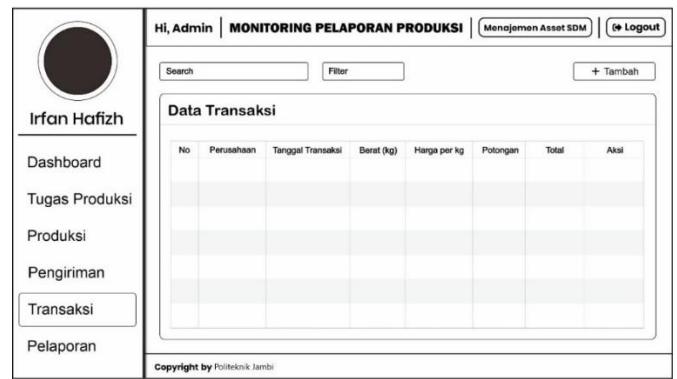 Irfan Hafizh
Dashboard
Tugas Produksi
Produksi
Pengiriman
Transaksi
Pelaporan
Hi, Admin | MONITORING PELAPORAN PRODUKSI | Menajemen Asset SDM | Logout
Search Filter + Tambah
Data Transaksi
No Perusahaan Tanggal Transaksi Berat (kg) Harga per kg Potongan Total Aksi
Copyright by Politeknik Jambi